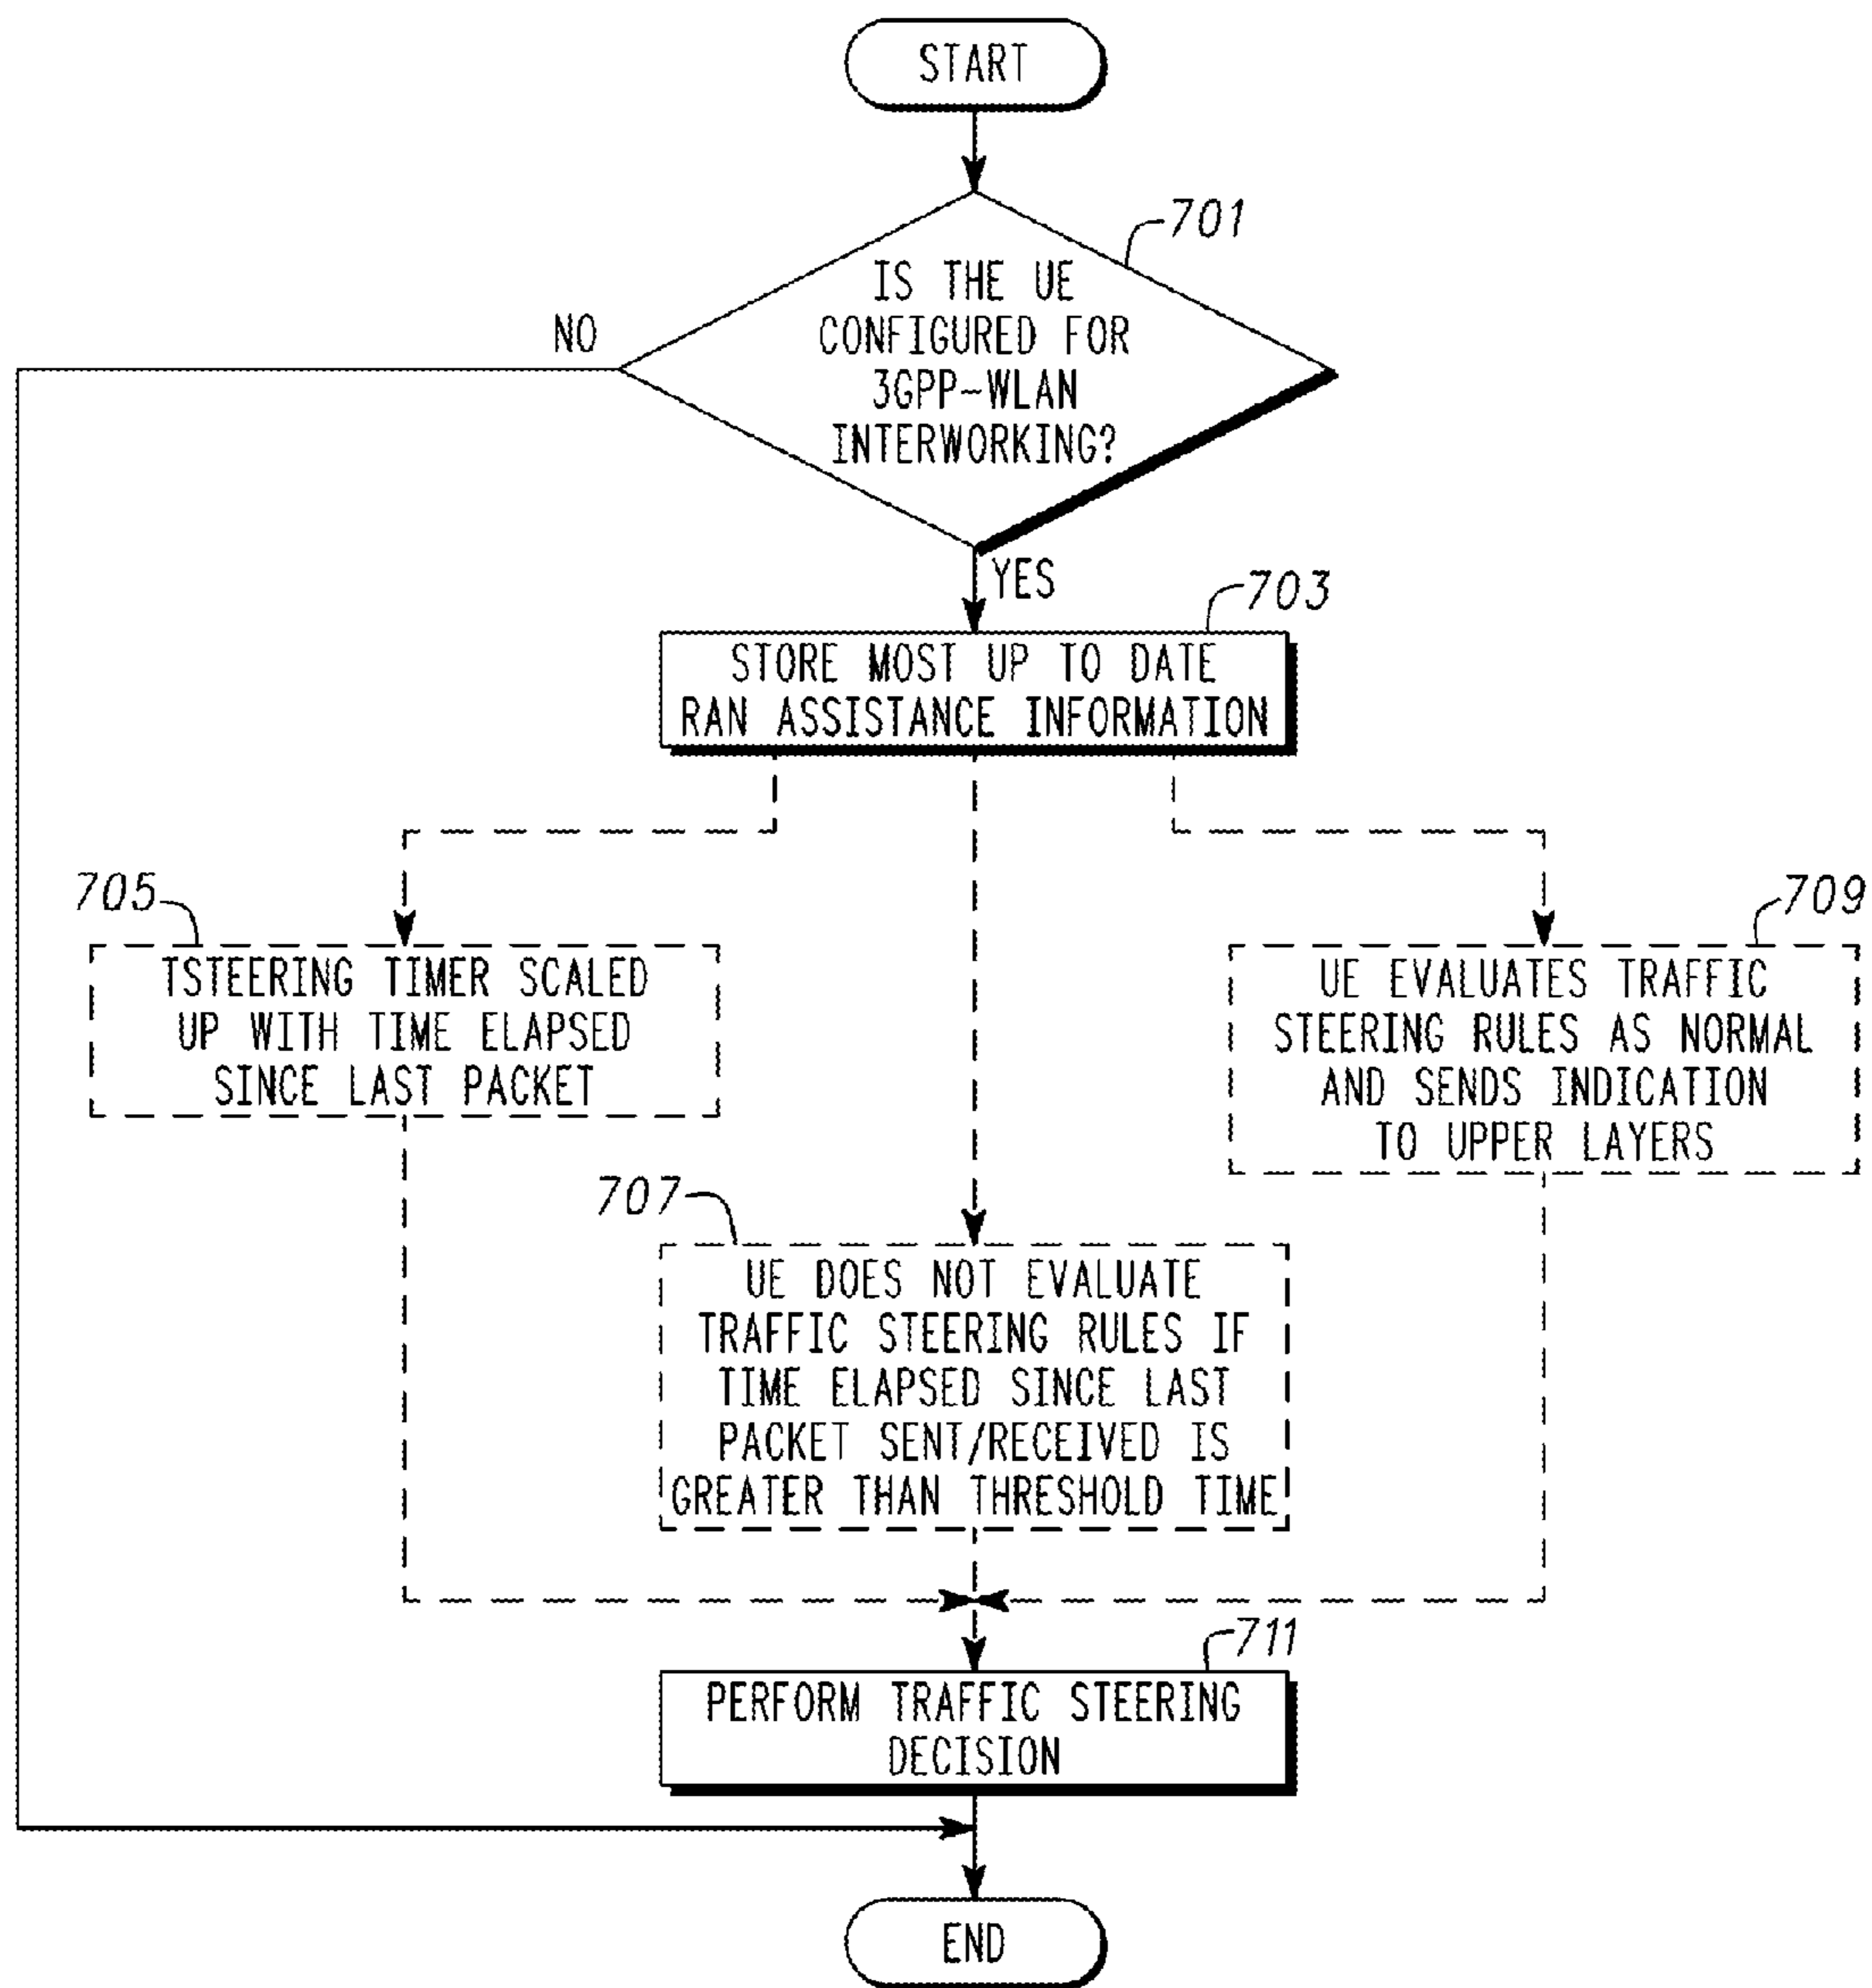 START
701
IS THE UE
CONFIGURED FOR
3GPP-WLAN
INTERWORKING?
NO
YES
703
STORE MOST UP TO DATE
RAN ASSISTANCE INFORMATION
705
TSTEERING TIMER SCALED
UP WITH TIME ELAPSED
SINCE LAST PACKET
709
UE EVALUATES TRAFFIC
STEERING RULES AS NORMAL
AND SENDS INDICATION
TO UPPER LAYERS
707
UE DOES NOT EVALUATE
TRAFFIC STEERING RULES IF
TIME ELAPSED SINCE LAST
PACKET SENT/RECEIVED IS
GREATER THAN THRESHOLD TIME
711
PERFORM TRAFFIC STEERING
DECISION
END